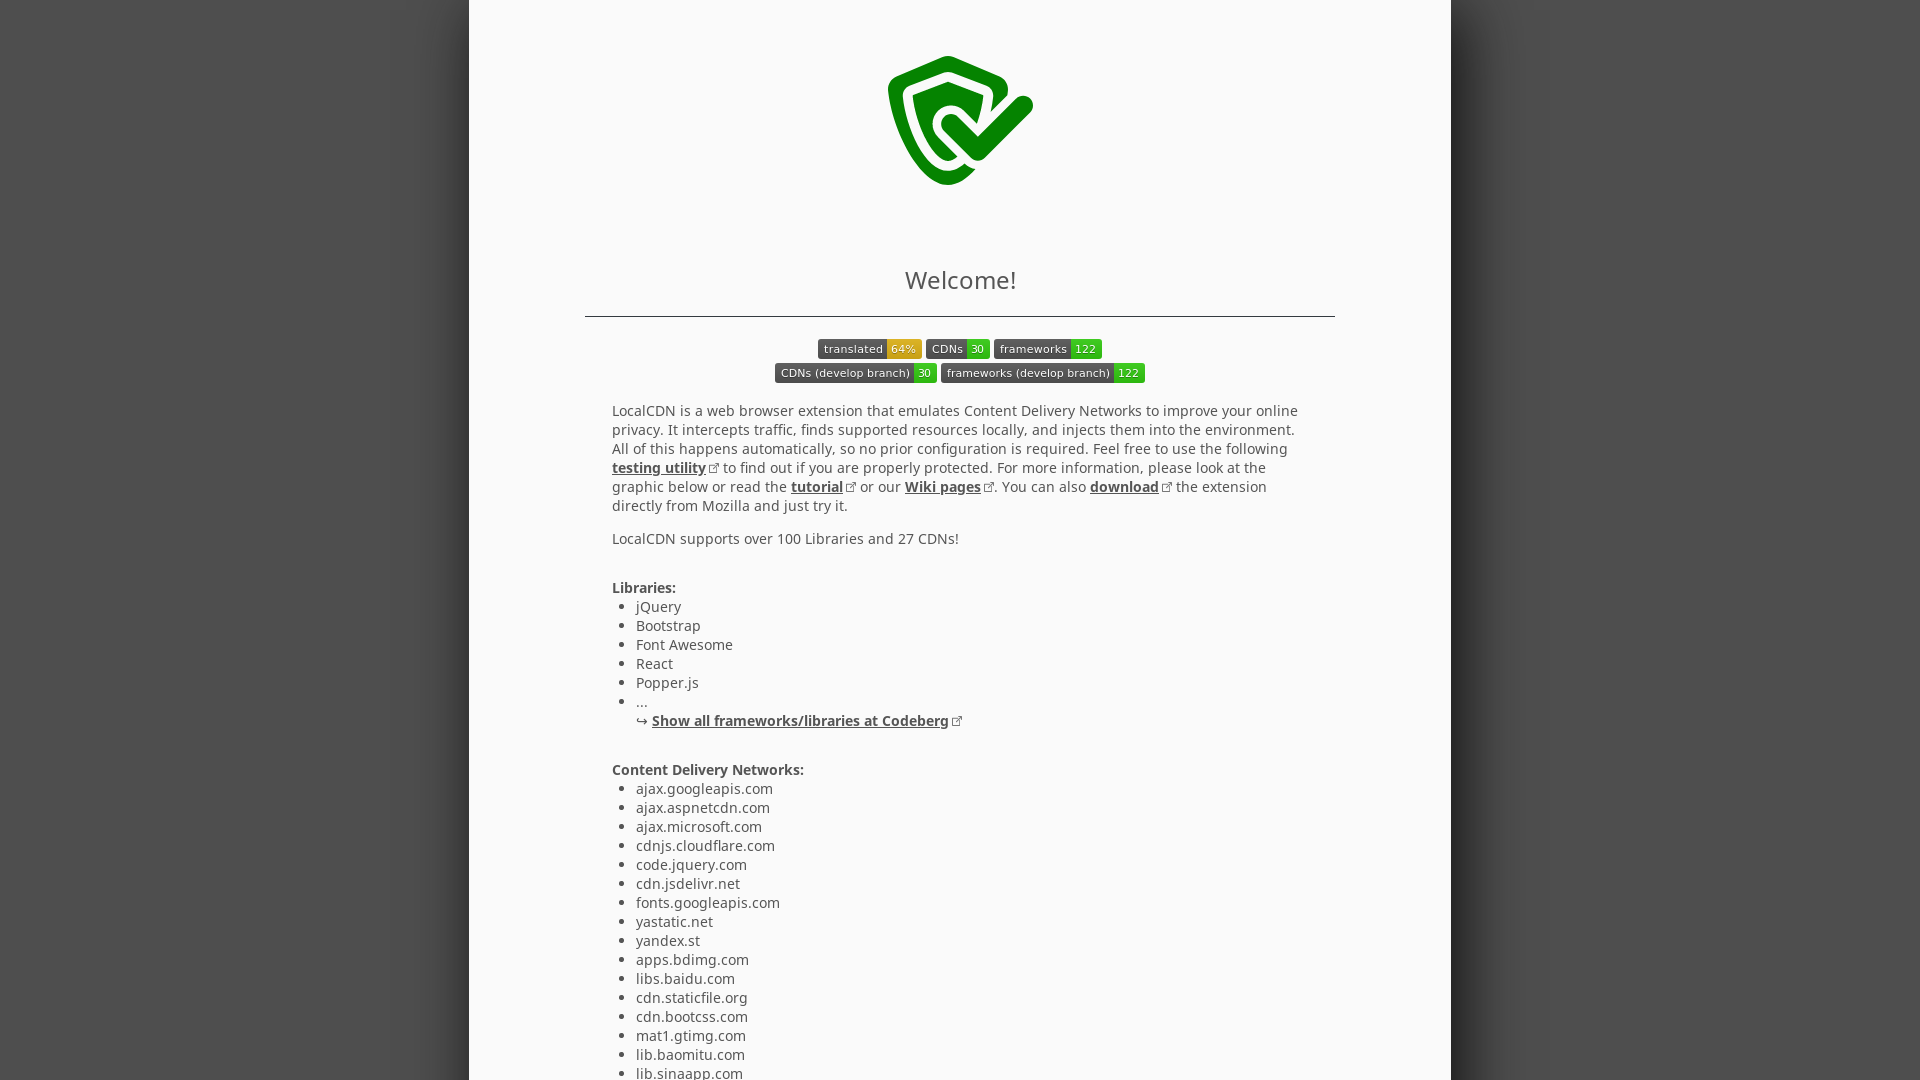 Welcome!
translated 64% CDNs 30 frameworks 122
CDNs (develop branch) 30 frameworks (develop branch) 122
LocalCDN is a web browser extension that emulates Content Delivery Networks to improve your online
privacy. It intercepts traffic, finds supported resources locally, and injects them into the environment.
All of this happens automatically, so no prior configuration is required. Feel free to use the following
testing utility to find out if you are properly protected. For more information, please look at the
graphic below or read the tutorial or our Wiki pages. You can also download the extension
directly from Mozilla and just try it.
LocalCDN supports over 100 Libraries and 27 CDNs!
Libraries:
• jQuery
• Bootstrap
• Font Awesome
• React
• Popper.js
• ...
↪ Show all frameworks/libraries at Codeberg
Content Delivery Networks:
• ajax.googleapis.com
• ajax.aspnetcdn.com
• ajax.microsoft.com
• cdnjs.cloudflare.com
• code.jquery.com
• cdn.jsdelivr.net
• fonts.googleapis.com
• yastatic.net
• yandex.st
• apps.bdimg.com
• libs.baidu.com
• cdn.staticfile.org
• cdn.bootcss.com
• mat1.gtimg.com
• lib.baomitu.com
• lib.sinaapp.com